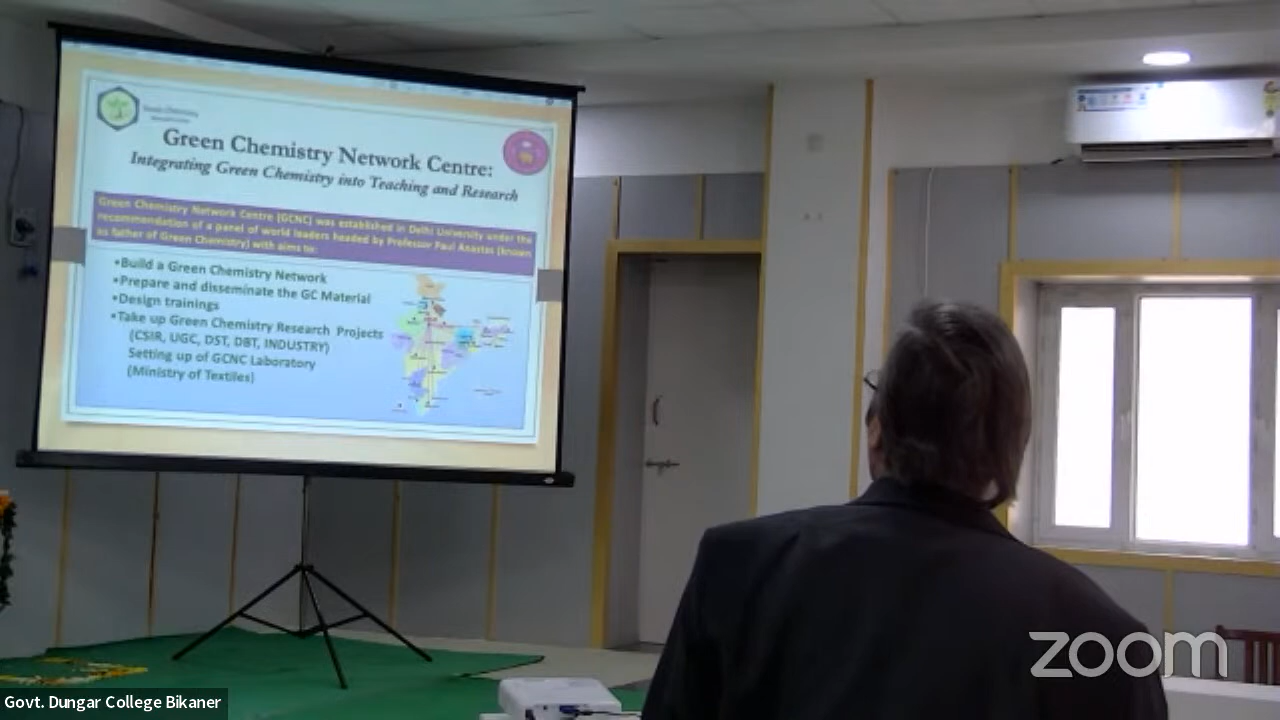 Green Chemistry Network Centre:
Integrating Green Chemistry into Teaching and Research
Green Chemistry Network Centre (GCNC) was established in Delhi University under the
recommendation of a panel of world leaders headed by Professor Paul Anastas (known
as father of Green Chemistry) with aims to:
•Build a Green Chemistry Network
•Prepare and disseminate the GC Material
•Design trainings
•Take up Green Chemistry Research Projects
(CSIR, UGC, DST, DBT, INDUSTRY)
Setting up of GCNC Laboratory
(Ministry of Textiles)
zoom
Govt. Dungar College Bikaner